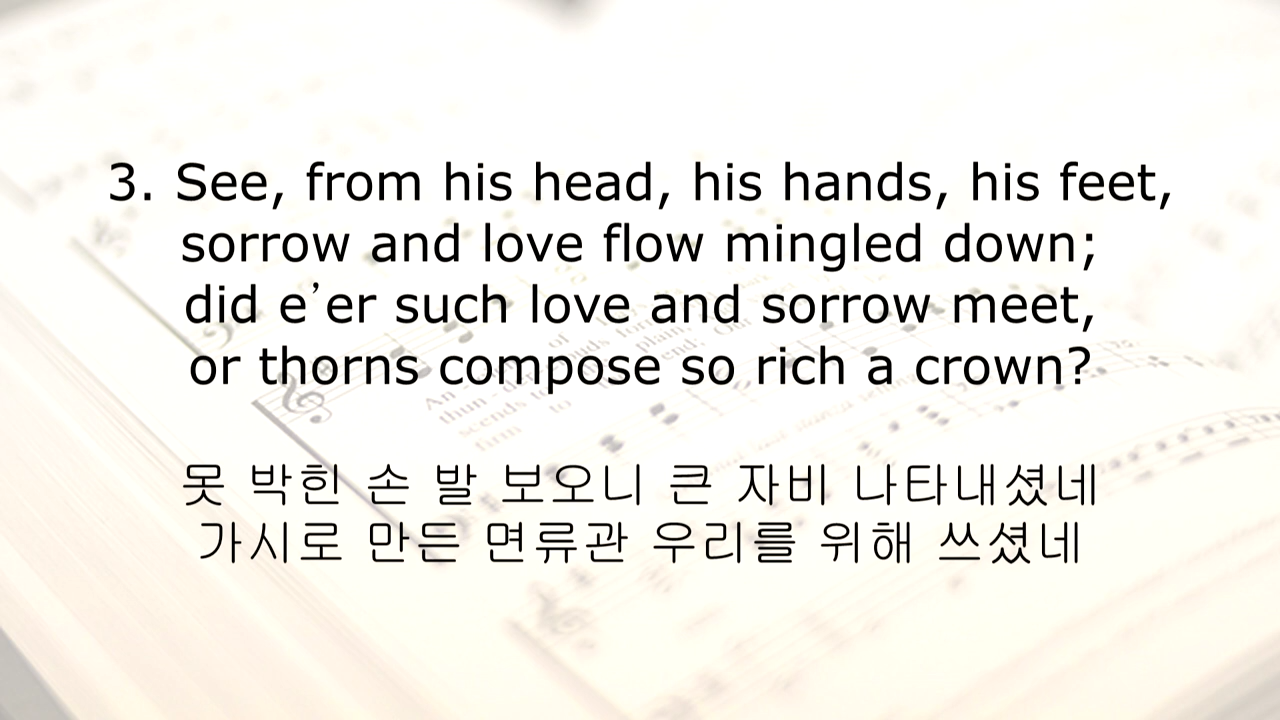 3. See, from his head, his hands, his feet,
sorrow and love flow mingled down;
did e’er such love and sorrow meet,
or thorns compose so rich a crown?
못 박힌 손 발 보오니 큰 자비 나타내셨네
가시로 만든 면류관 우리를 위해 쓰셨네